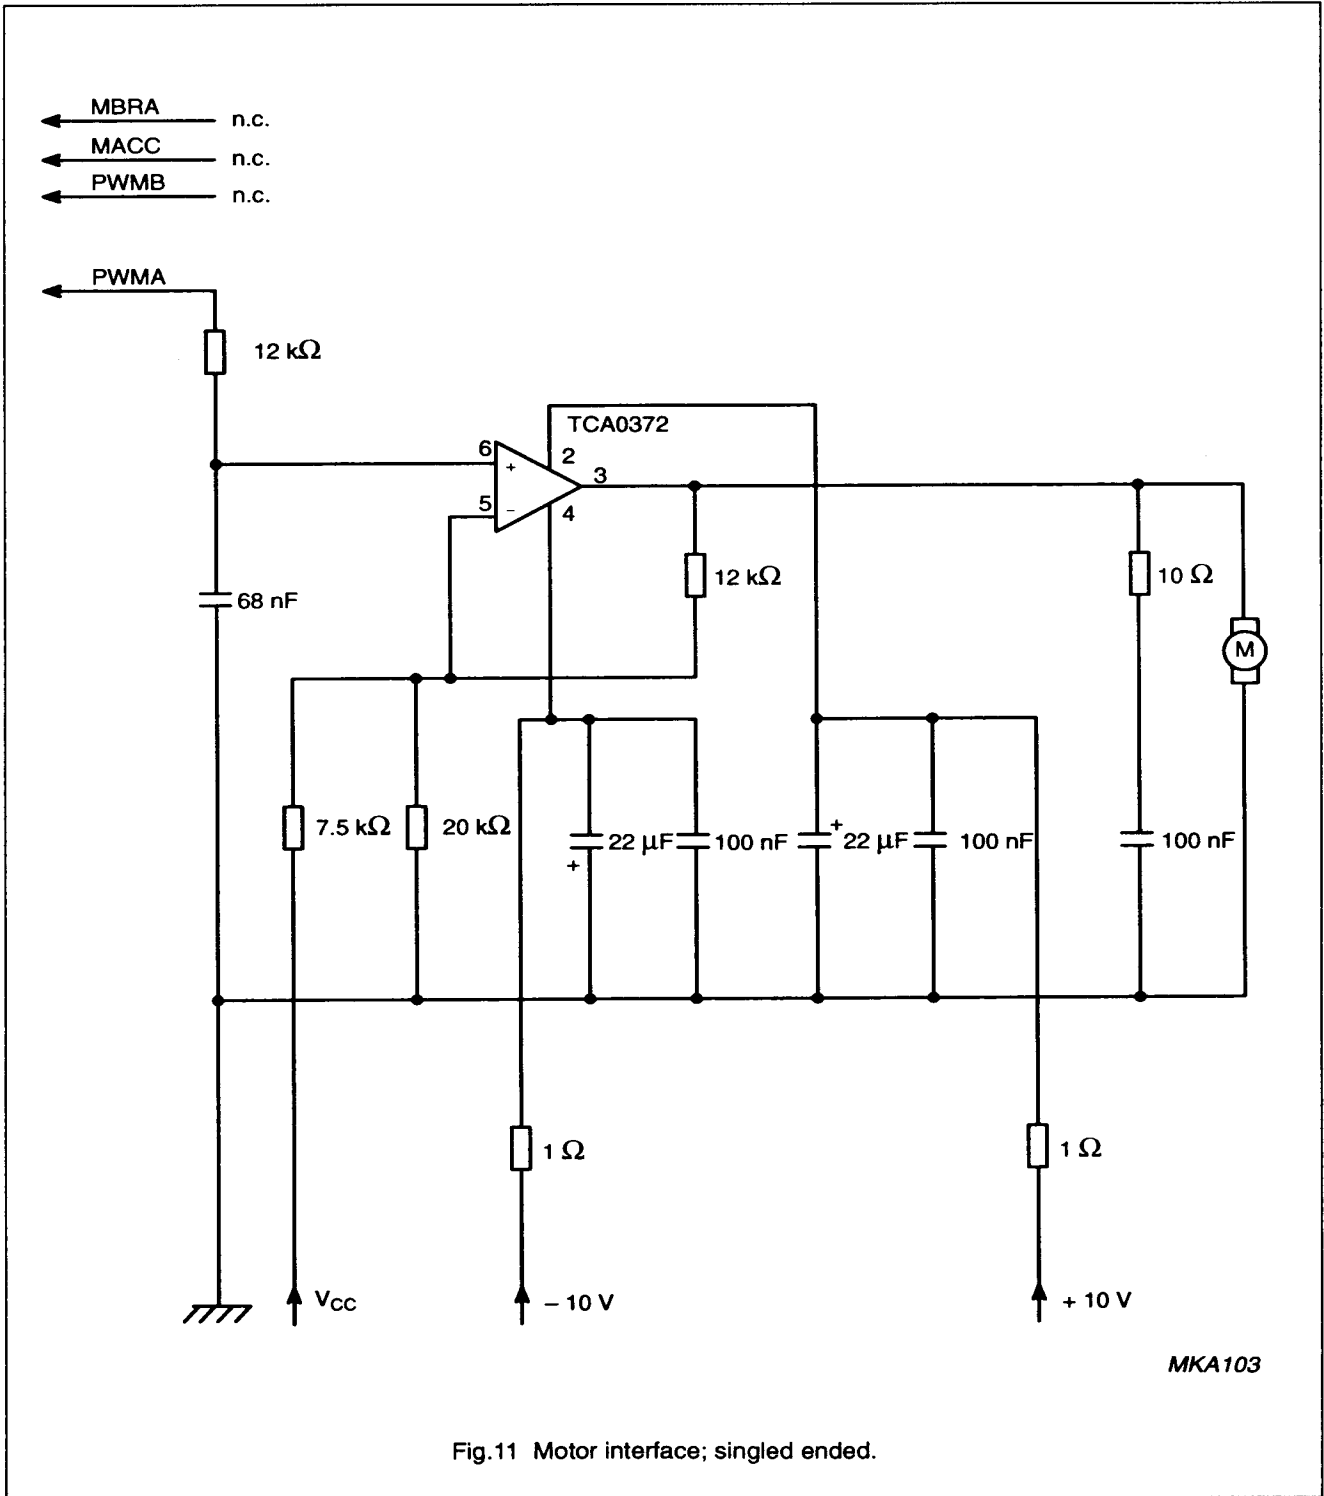 MBRA n.c.
MACC n.c.
PWMB n.c.
PWMA
12 kΩ
TCA0372
6 + 2
3
5 − 4
12 kΩ
10 Ω
68 nF
M
7.5 kΩ 20 kΩ 22 μF 100 nF + 22 μF 100 nF 100 nF
+
1 Ω 1 Ω
VCC − 10 V + 10 V
MKA103
Fig.11 Motor interface; singled ended.